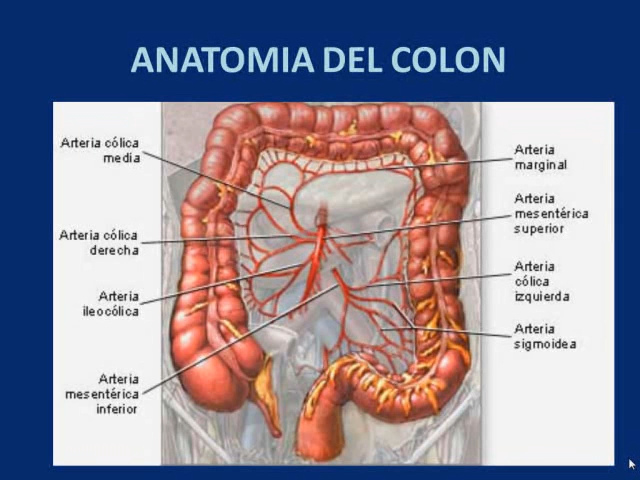 ANATOMIA DEL COLON
Arteria cólica
media
Arteria cólica
derecha
Arteria
ileocólica
Arteria
mesentérica
inferior
Arteria
marginal
Arteria
mesentérica
superior
Arteria
cólica
izquierda
Arteria
sigmoidea